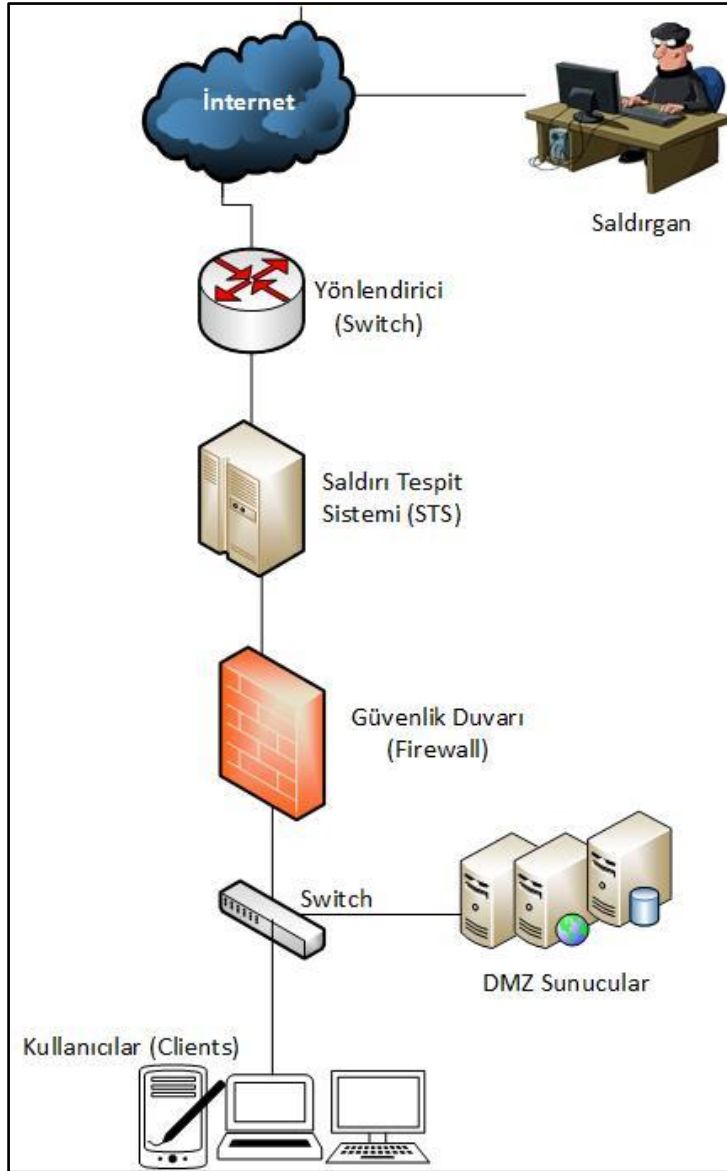 İnternet
Saldırgan
Yönlendirici
(Switch)
Saldırı Tespit
Sistemi (STS)
Güvenlik Duvarı
(Firewall)
Switch
DMZ Sunucular
Kullanıcılar (Clients)